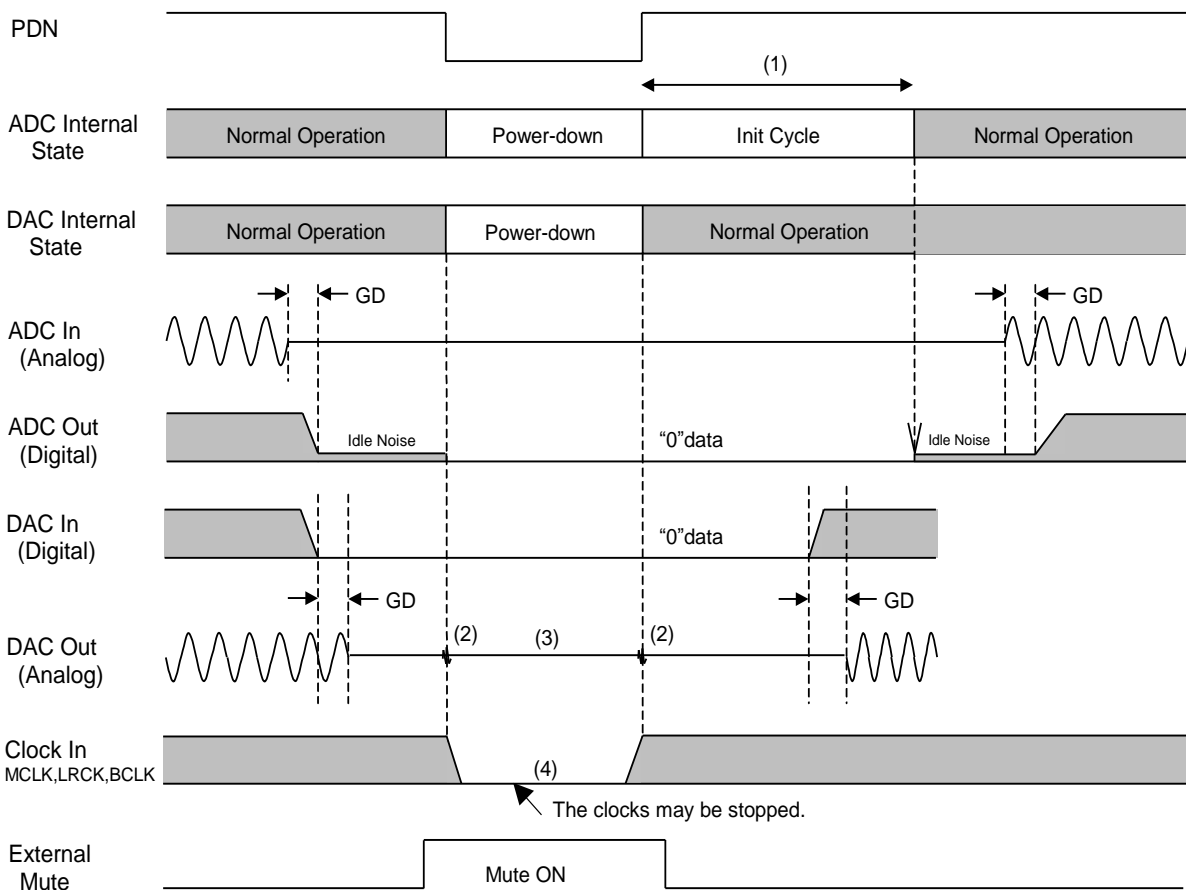 PDN
(1)
ADC Internal
State
Normal Operation
Power-down
Init Cycle
Normal Operation
DAC Internal
State
Normal Operation
Power-down
Normal Operation
GD
GD
ADC In
(Analog)
ADC Out
(Digital)
Idle Noise
“0”data
Idle Noise
DAC In
(Digital)
“0”data
GD
GD
DAC Out
(Analog)
(2)
(3)
(2)
Clock In
MCLK,LRCK,BCLK
(4)
The clocks may be stopped.
External
Mute
Mute ON